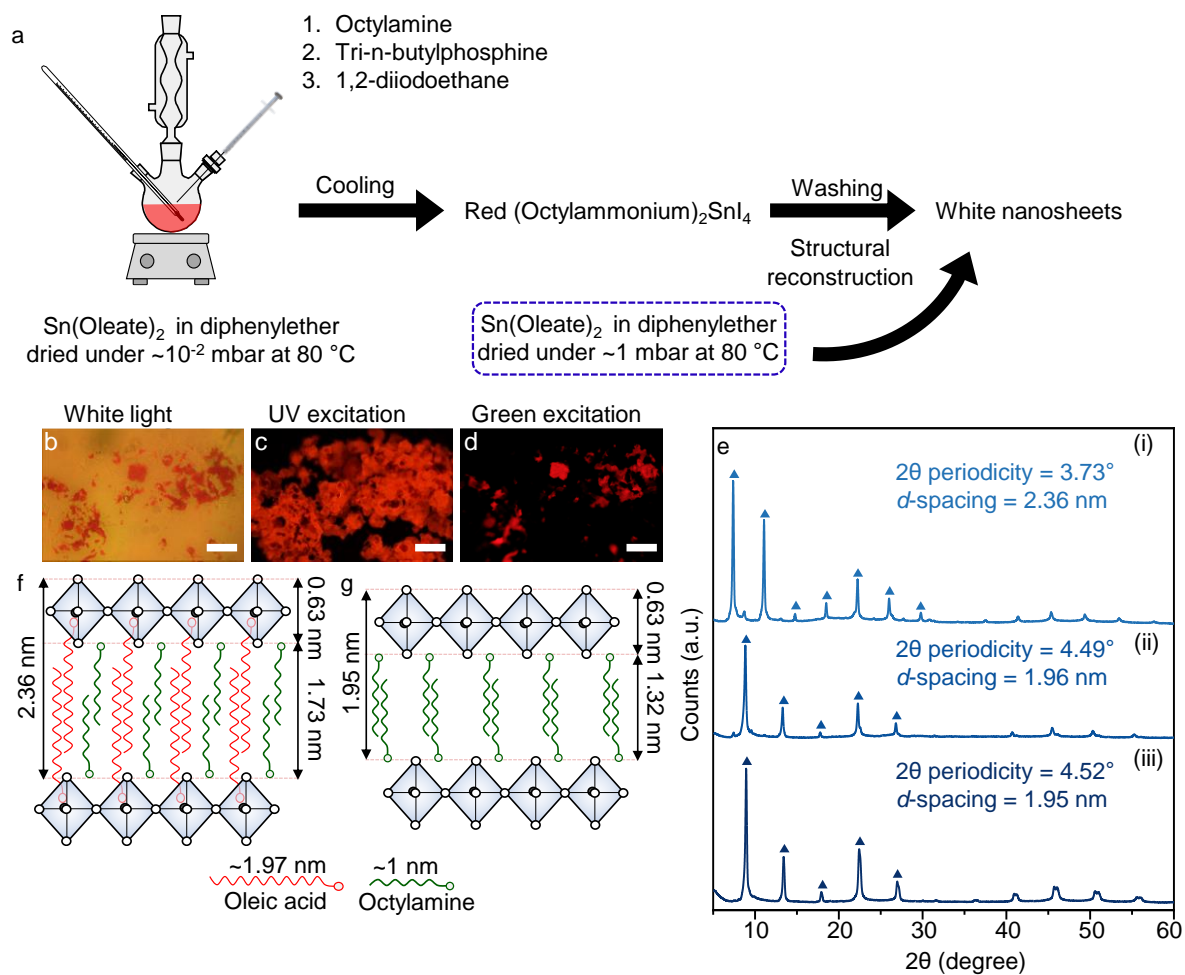 a
1. Octylamine
2. Tri-n-butylphosphine
3. 1,2-diiodoethane
Cooling
Red (Octylammonium)₂SnI₄
Washing
Structural
reconstruction
White nanosheets
Sn(Oleate)₂ in diphenylether
dried under ~10⁻² mbar at 80 °C
Sn(Oleate)₂ in diphenylether
dried under ~1 mbar at 80 °C
White light
UV excitation
Green excitation
b
c
d
e
(i)
2θ periodicity = 3.73°
d-spacing = 2.36 nm
(ii)
2θ periodicity = 4.49°
d-spacing = 1.96 nm
(iii)
2θ periodicity = 4.52°
d-spacing = 1.95 nm
Counts (a.u.)
10 20 30 40 50 60
2θ (degree)
f
2.36 nm
0.63 nm
1.73 nm
g
1.95 nm
0.63 nm
1.32 nm
~1.97 nm
Oleic acid
~1 nm
Octylamine